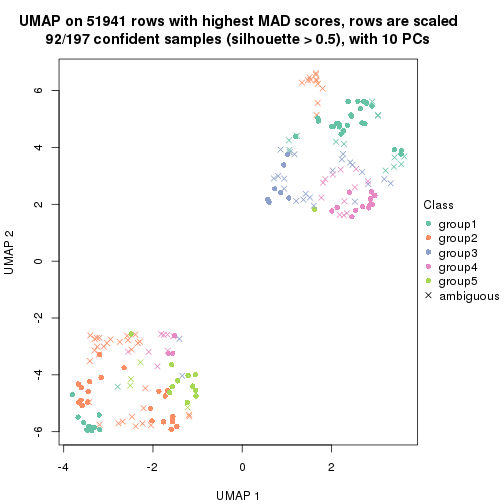 UMAP on 51941 rows with highest MAD scores, rows are scaled
92/197 confident samples (silhouette > 0.5), with 10 PCs
6
4
2
0
-2
-4
-6
UMAP 2
-4
-2
0
2
UMAP 1
Class
group1
group2
group3
group4
group5
ambiguous